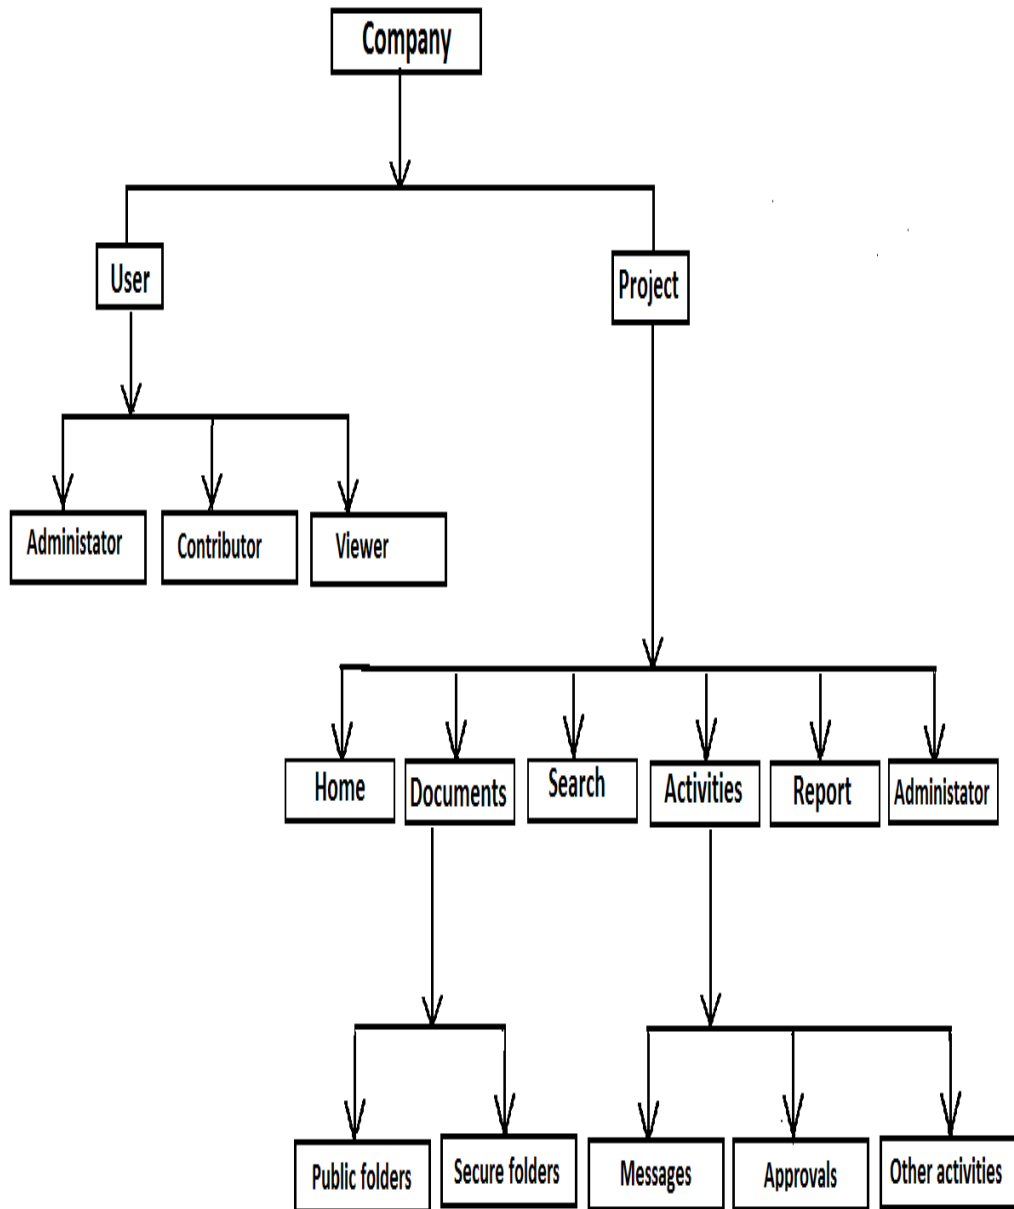 Company
User
Project
Administator
Contributor
Viewer
Home
Documents
Search
Activities
Report
Administator
Public folders
Secure folders
Messages
Approvals
Other activities